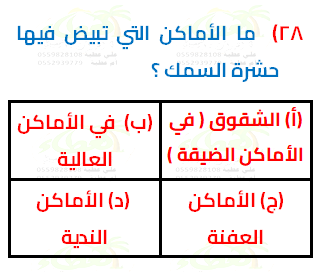 ٢٨) ما الأماكن التي تبيض فيها
حشرة السمك ؟
(أ) الشقوق ( في
الأماكن الضيقة )
(ب) في الأماكن
العالية
(ج) الأماكن
العفنة
(د) الأماكن
الندية